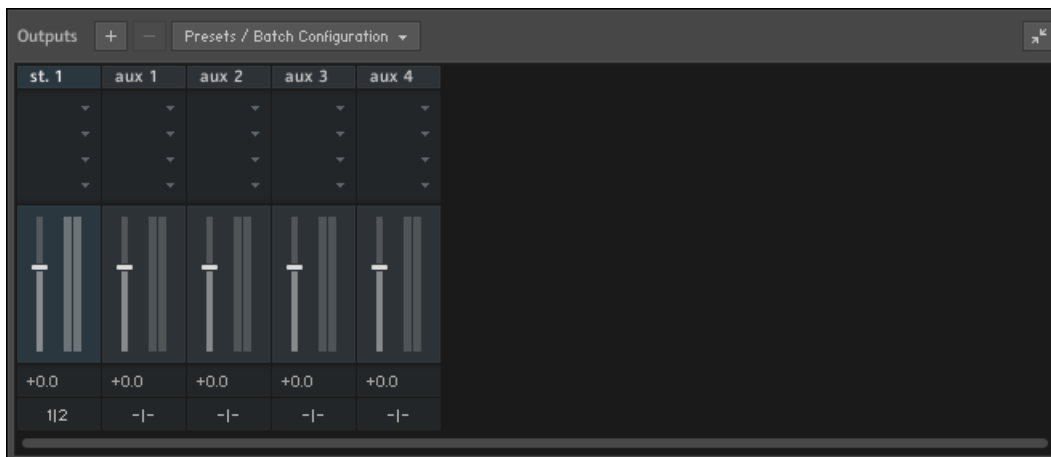 Outputs + − Presets / Batch Configuration
st. 1 aux 1 aux 2 aux 3 aux 4
+0.0 +0.0 +0.0 +0.0 +0.0
1|2 -|- -|- -|- -|-